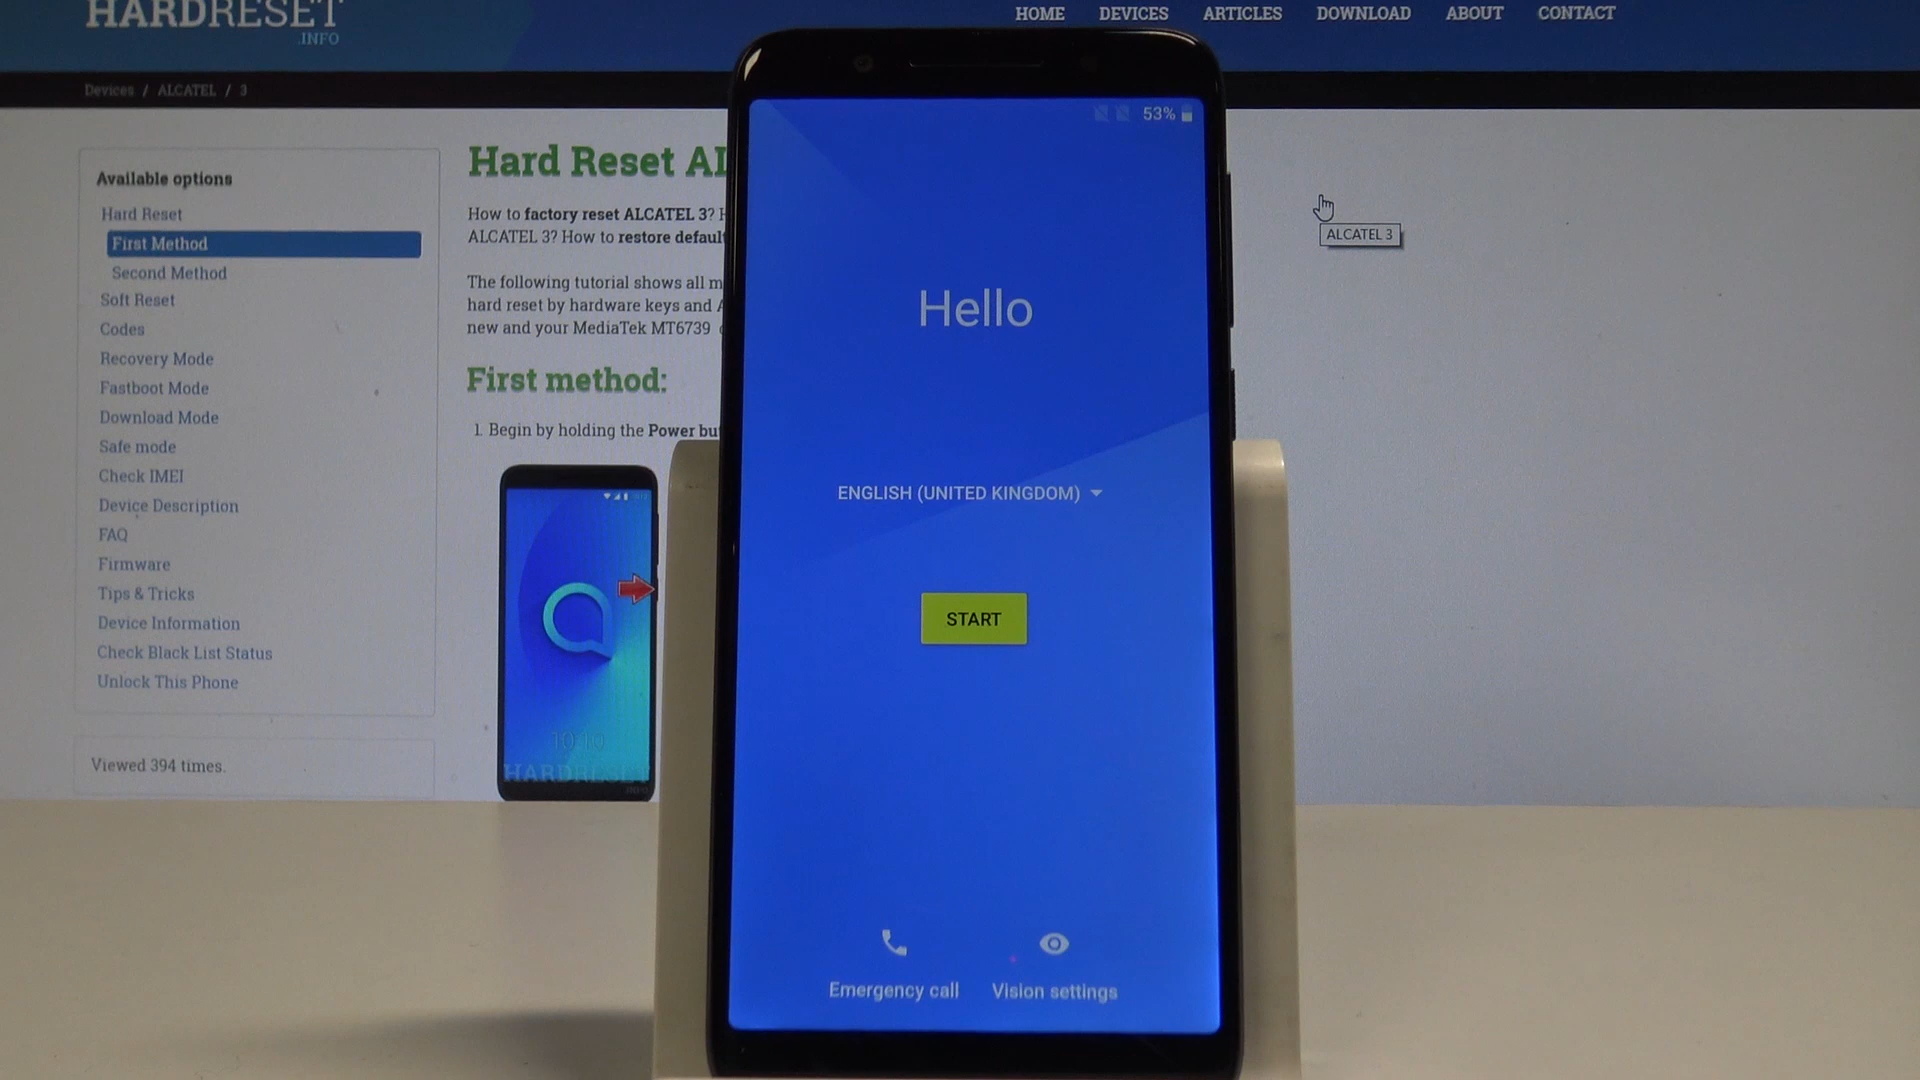 HARDRESET
.INFO
HOME DEVICES ARTICLES DOWNLOAD ABOUT CONTACT
Devices / ALCATEL / 3
Available options
Hard Reset
First Method
Second Method
Soft Reset
Codes
Recovery Mode
Fastboot Mode
Download Mode
Safe mode
Check IMEI
Device Description
FAQ
Firmware
Tips & Tricks
Device Information
Check Black List Status
Unlock This Phone
Viewed 394 times.
Hard Reset AL
How to factory reset ALCATEL 3?
ALCATEL 3? How to restore default
The following tutorial shows all m
hard reset by hardware keys and
new and your MediaTek MT6739
First method:
1. Begin by holding the Power bu
10:10
HARDRESET
.INFO
53%
Hello
ENGLISH (UNITED KINGDOM)
START
Emergency call
Vision settings
ALCATEL 3